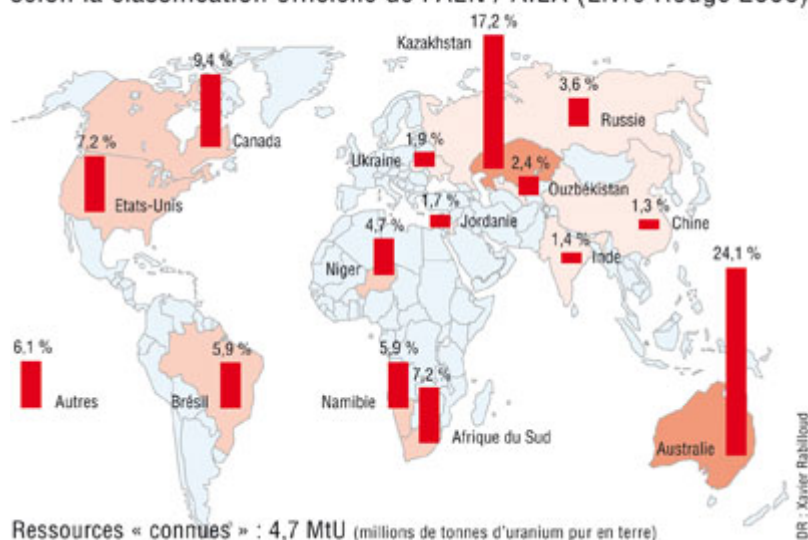 17,2 %
Kazakhstan
9,4 %
3,6 %
Russie
Canada
7,2 %
1,9 %
Ukraine
2,4 %
Ouzbékistan
Etats-Unis
1,7 %
Jordanie
1,3 %
Chine
4,7 %
1,4 %
Inde
Niger
24,1 %
6,1 %
5,9 %
5,9 %
7,2 %
Autres
Brésil
Namibie
Afrique du Sud
Australie
Ressources « connues » : 4,7 MtU (millions de tonnes d'uranium pur en terre)
DR : Xavier Rabilloud